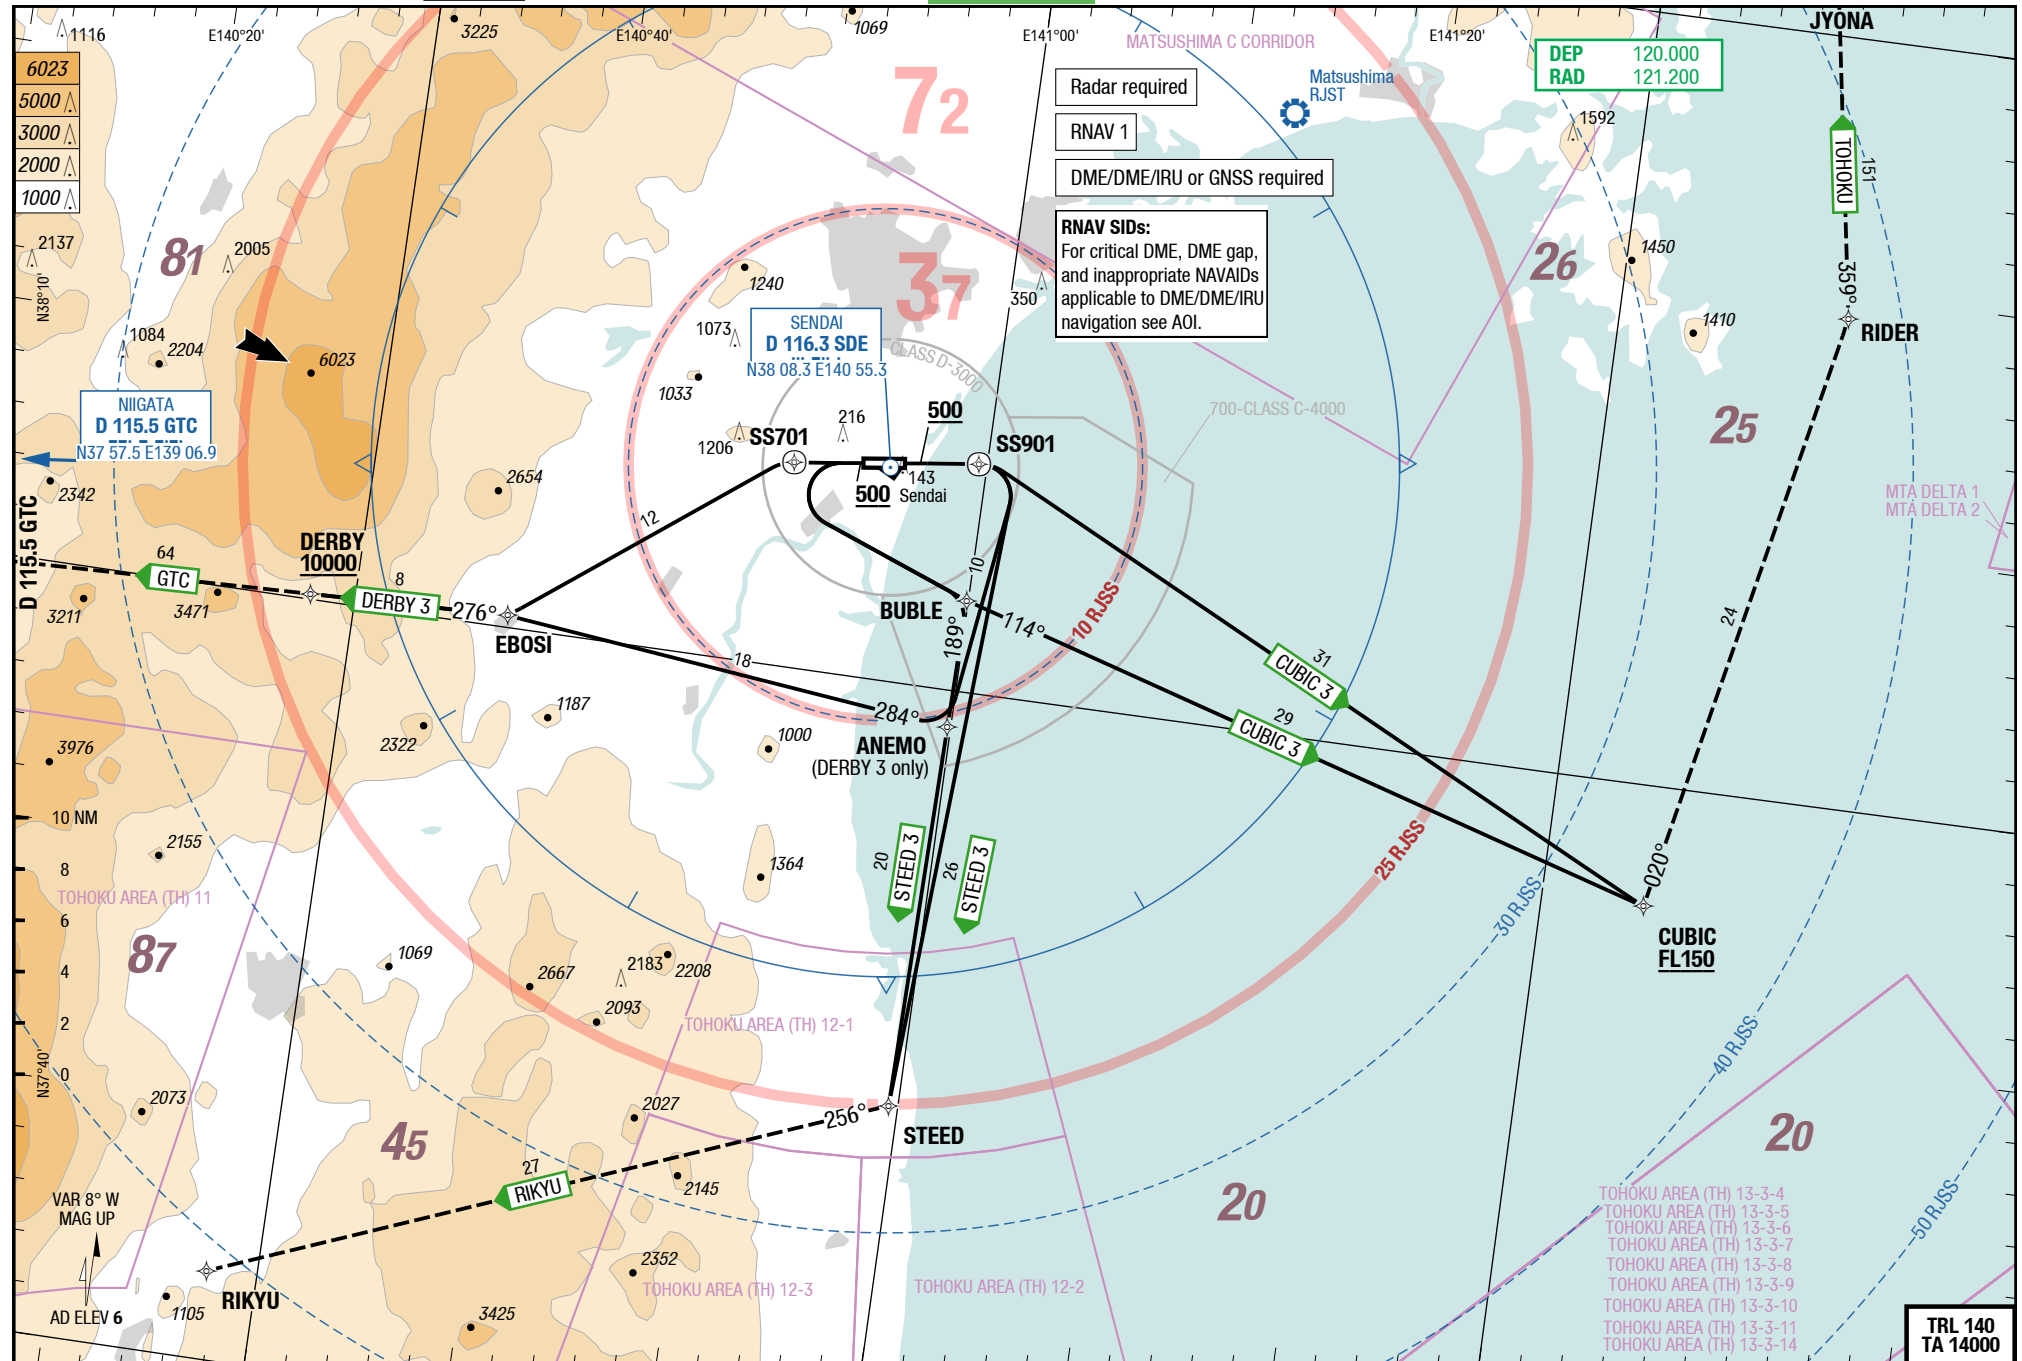 1116
E140°20'
3225
E140°40'
1069
E141°00'
MATSUSHIMA C CORRIDOR
E141°20'
JYONA
DEP 120.000
RAD 121.200
6023
5000
3000
2000
1000
72
Radar required
RNAV 1
DME/DME/IRU or GNSS required
Matsushima
RJST
1592
TOHOKU
151
359°
RIDER
RNAV SIDs:
For critical DME, DME gap,
and inappropriate NAVAIDs
applicable to DME/DME/IRU
navigation see AOI.
2137
81
2005
N38°10'
1240
37
350
26
1450
1410
1084
2204
6023
1073
SENDAI
D 116.3 SDE
N38 08.3 E140 55.3
CLASS D-3000
1033
NIIGATA
D 115.5 GTC
N37 57.5 E139 06.9
2342
D 115.5 GTC
2654
1206
SS701
216
500
SS901
700-CLASS C-4000
25
500
143
Sendai
MTA DELTA 1
MTA DELTA 2
12
DERBY
10000
64
GTC
8
DERBY 3
276°
EBOSI
3211
3471
10
BUBLE
189°
114°
10 RJSS
24
18
31
CUBIC 3
29
CUBIC 3
1187
284°
ANEMO
(DERBY 3 only)
1000
2322
3976
10 NM
8
6
4
2
0
N37°40'
2155
TOHOKU AREA (TH) 11
87
1364
20
STEED 3
26
STEED 3
25 RJSS
30 RJSS
020°
CUBIC
FL150
1069
2667
2183
2208
2093
TOHOKU AREA (TH) 12-1
40 RJSS
2073
45
2027
256°
STEED
20
27
RIKYU
2145
20
50 RJSS
VAR 8° W
MAG UP
AD ELEV 6
RIKYU
1105
2352
3425
TOHOKU AREA (TH) 12-3
TOHOKU AREA (TH) 12-2
TOHOKU AREA (TH) 13-3-4
TOHOKU AREA (TH) 13-3-5
TOHOKU AREA (TH) 13-3-6
TOHOKU AREA (TH) 13-3-7
TOHOKU AREA (TH) 13-3-8
TOHOKU AREA (TH) 13-3-9
TOHOKU AREA (TH) 13-3-10
TOHOKU AREA (TH) 13-3-11
TOHOKU AREA (TH) 13-3-14
TRL 140
TA 14000